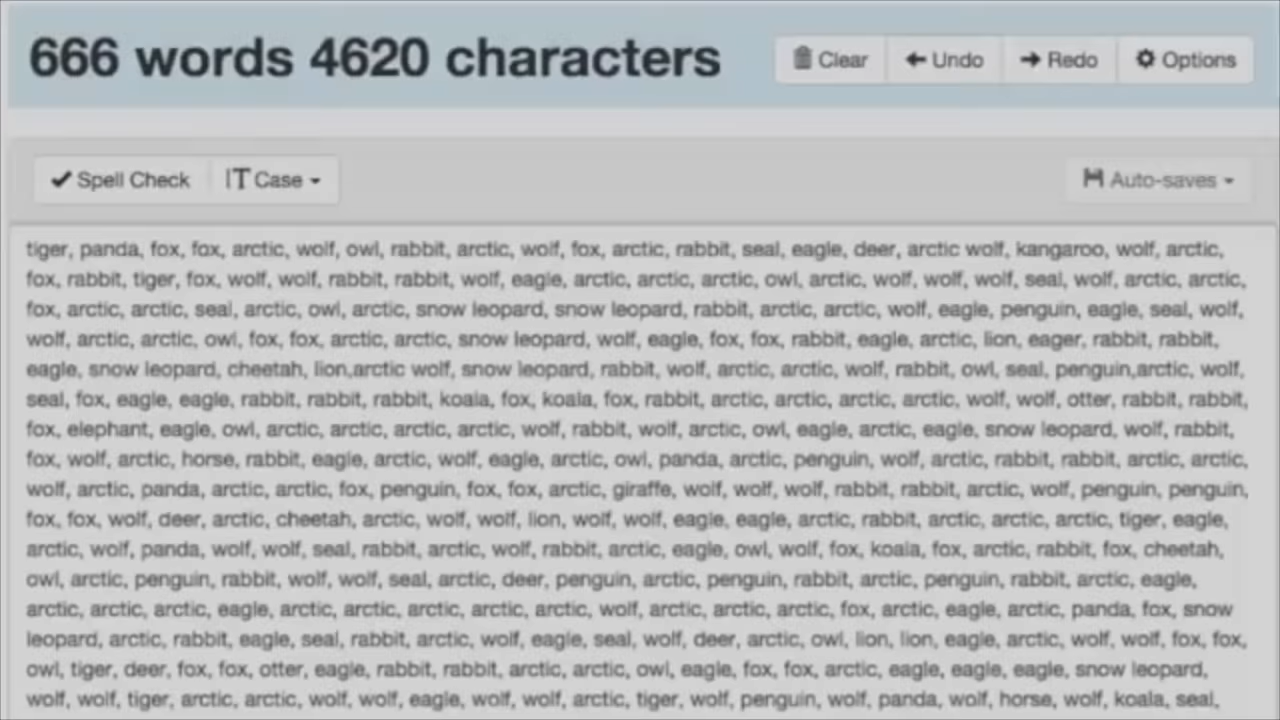 666 words 4620 characters
Clear
Undo
Redo
Options
Spell Check
Case
Auto-saves
tiger, panda, fox, fox, arctic, wolf, owl, rabbit, arctic, wolf, fox, arctic, rabbit, seal, eagle, deer, arctic wolf, kangaroo, wolf, arctic,
fox, rabbit, tiger, fox, wolf, wolf, rabbit, rabbit, wolf, eagle, arctic, arctic, arctic, owl, arctic, wolf, wolf, wolf, seal, wolf, arctic, arctic,
fox, arctic, arctic, seal, arctic, owl, arctic, snow leopard, snow leopard, rabbit, arctic, arctic, wolf, eagle, penguin, eagle, seal, wolf,
wolf, arctic, arctic, owl, fox, fox, arctic, arctic, snow leopard, wolf, eagle, fox, fox, rabbit, eagle, arctic, lion, eager, rabbit, rabbit,
eagle, snow leopard, cheetah, lion,arctic wolf, snow leopard, rabbit, wolf, arctic, arctic, wolf, rabbit, owl, seal, penguin,arctic, wolf,
seal, fox, eagle, eagle, rabbit, rabbit, rabbit, koala, fox, koala, fox, rabbit, arctic, arctic, arctic, arctic, wolf, wolf, otter, rabbit, rabbit,
fox, elephant, eagle, owl, arctic, arctic, arctic, arctic, wolf, rabbit, wolf, arctic, owl, eagle, arctic, eagle, snow leopard, wolf, rabbit,
fox, wolf, arctic, horse, rabbit, eagle, arctic, wolf, eagle, arctic, owl, panda, arctic, penguin, wolf, arctic, rabbit, rabbit, arctic, arctic,
wolf, arctic, panda, arctic, arctic, fox, penguin, fox, fox, arctic, giraffe, wolf, wolf, wolf, rabbit, rabbit, arctic, wolf, penguin, penguin,
fox, fox, wolf, deer, arctic, cheetah, arctic, wolf, wolf, lion, wolf, wolf, eagle, eagle, arctic, rabbit, arctic, arctic, arctic, tiger, eagle,
arctic, wolf, panda, wolf, wolf, seal, rabbit, arctic, wolf, rabbit, arctic, eagle, owl, wolf, fox, koala, fox, arctic, rabbit, fox, cheetah,
owl, arctic, penguin, rabbit, wolf, wolf, seal, arctic, deer, penguin, arctic, penguin, rabbit, arctic, penguin, rabbit, arctic, eagle,
arctic, arctic, arctic, eagle, arctic, arctic, arctic, arctic, arctic, wolf, arctic, arctic, arctic, fox, arctic, eagle, arctic, panda, fox, snow
leopard, arctic, rabbit, eagle, seal, rabbit, arctic, wolf, eagle, seal, wolf, deer, arctic, owl, lion, lion, eagle, arctic, wolf, wolf, fox, fox,
owl, tiger, deer, fox, fox, otter, eagle, rabbit, rabbit, arctic, arctic, owl, eagle, fox, fox, arctic, eagle, eagle, eagle, snow leopard,
wolf, wolf, tiger, arctic, arctic, wolf, wolf, eagle, wolf, wolf, arctic, tiger, wolf, penguin, wolf, panda, wolf, horse, wolf, koala, seal,